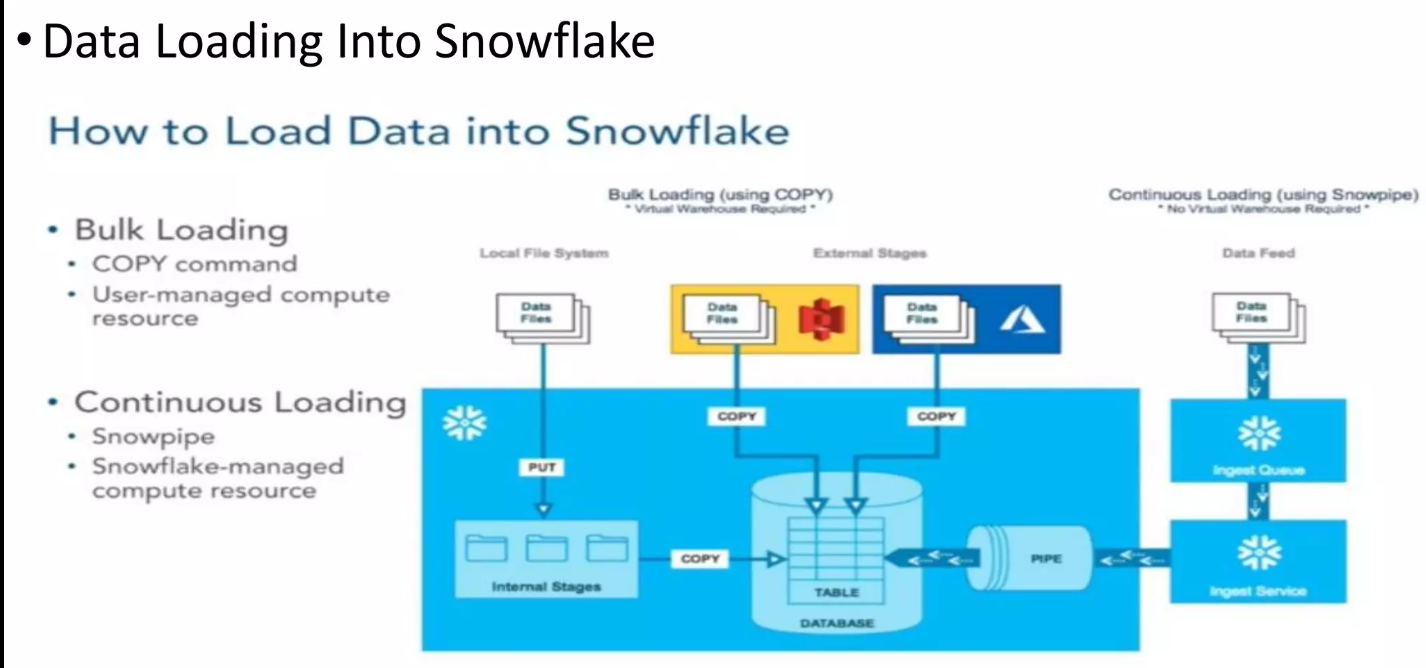 • Data Loading Into Snowflake
How to Load Data into Snowflake
• Bulk Loading
• COPY command
• User-managed compute
resource
• Continuous Loading
• Snowpipe
• Snowflake-managed
compute resource
Bulk Loading (using COPY)
* Virtual Warehouse Required *
Continuous Loading (using Snowpipe)
* No Virtual Warehouse Required *
Local File System
External Stages
Data Feed
Data
Files
Data
Files
Data
Files
Data
Files
COPY
COPY
PUT
Ingest Queue
Internal Stages
COPY
TABLE
DATABASE
PIPE
Ingest Service